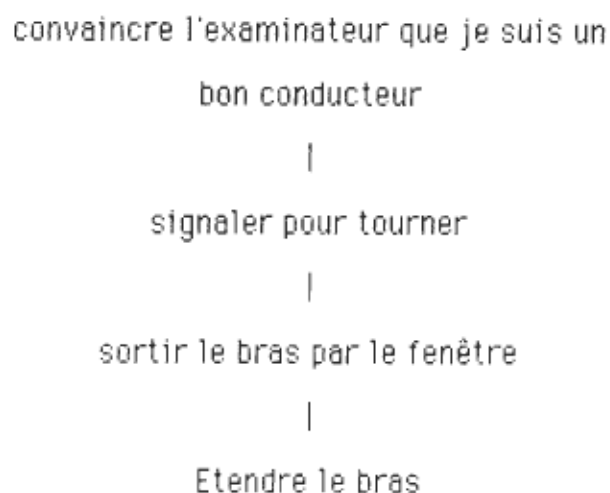 convaincre l'examinateur que je suis un
bon conducteur
signaler pour tourner
sortir le bras par le fenêtre
Etendre le bras